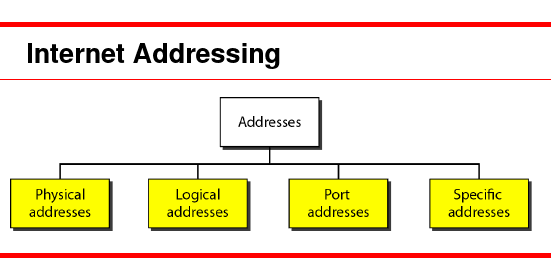 Internet Addressing
Addresses
Physical
addresses
Logical
addresses
Port
addresses
Specific
addresses